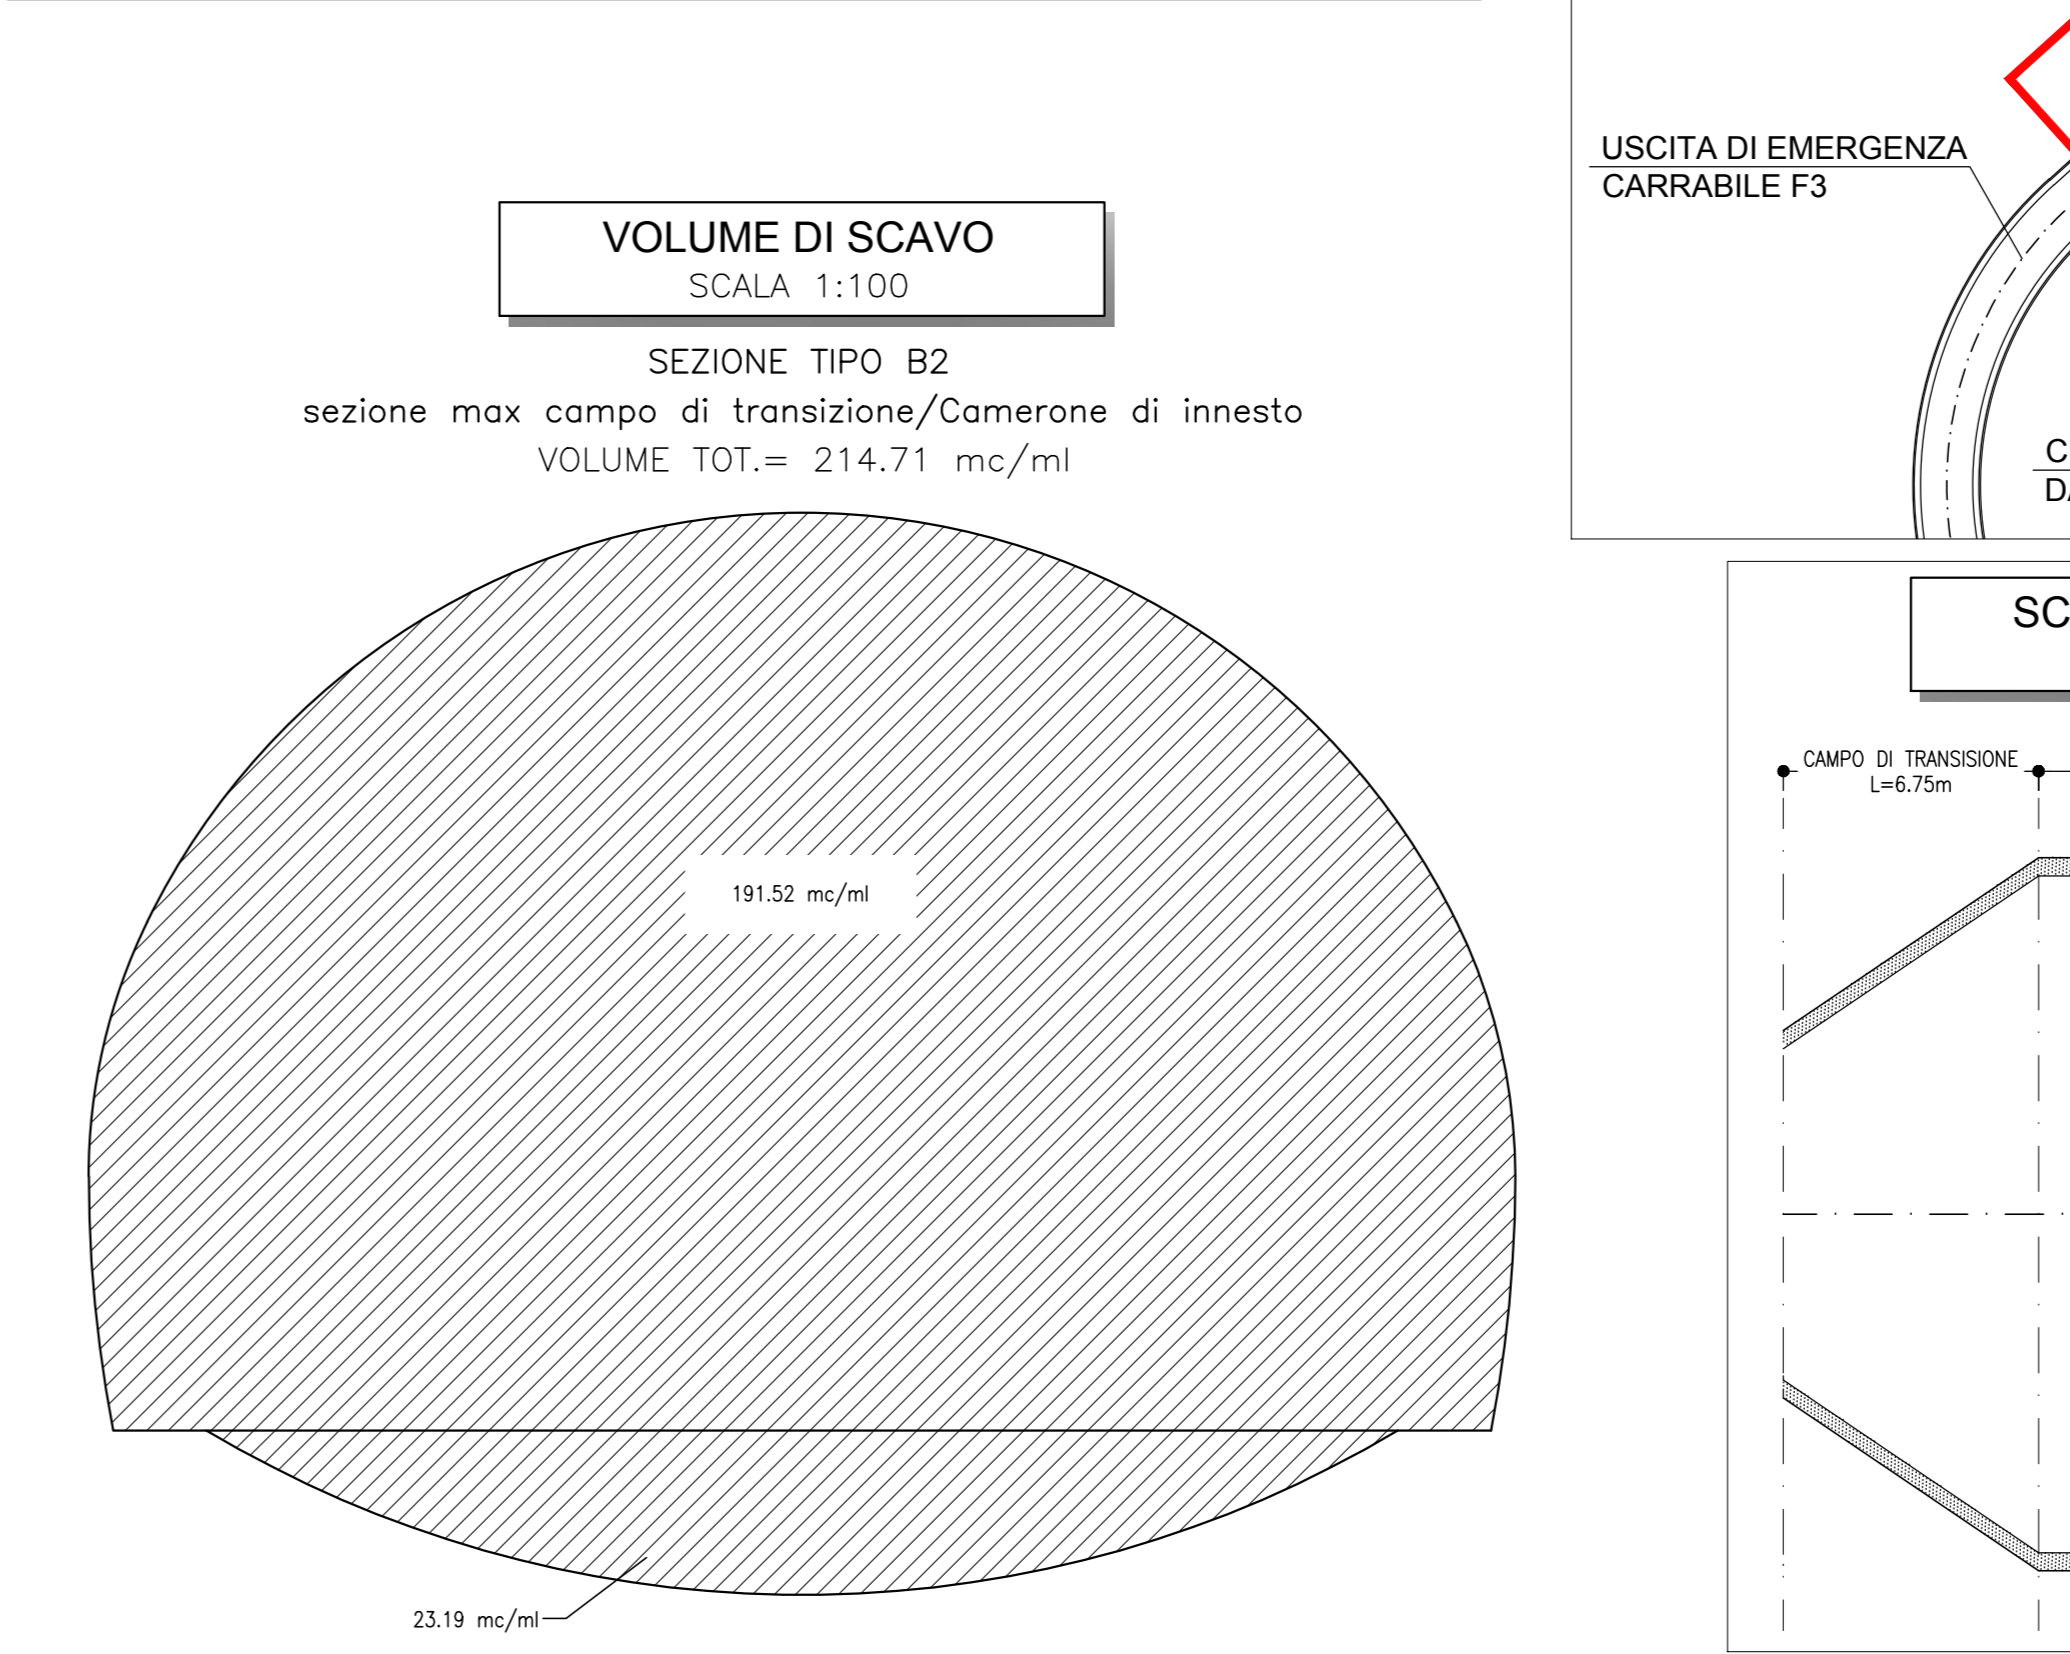 VOLUME DI SCAVO
SCALA 1:100
SEZIONE TIPO B2
sezione max campo di transizione/Camerone di innesto
VOLUME TOT.= 214.71 mc/ml
191.52 mc/ml
23.19 mc/ml
USCITA DI EMERGENZA
CARRABILE F3
CAMPO DI TRANSISIONE
L=6.75m